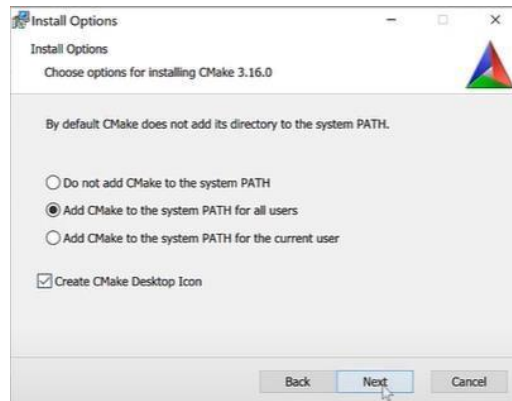 Install Options
Install Options
Choose options for installing CMake 3.16.0
By default CMake does not add its directory to the system PATH.
Do not add CMake to the system PATH
Add CMake to the system PATH for all users
Add CMake to the system PATH for the current user
Create CMake Desktop Icon
Back Next Cancel